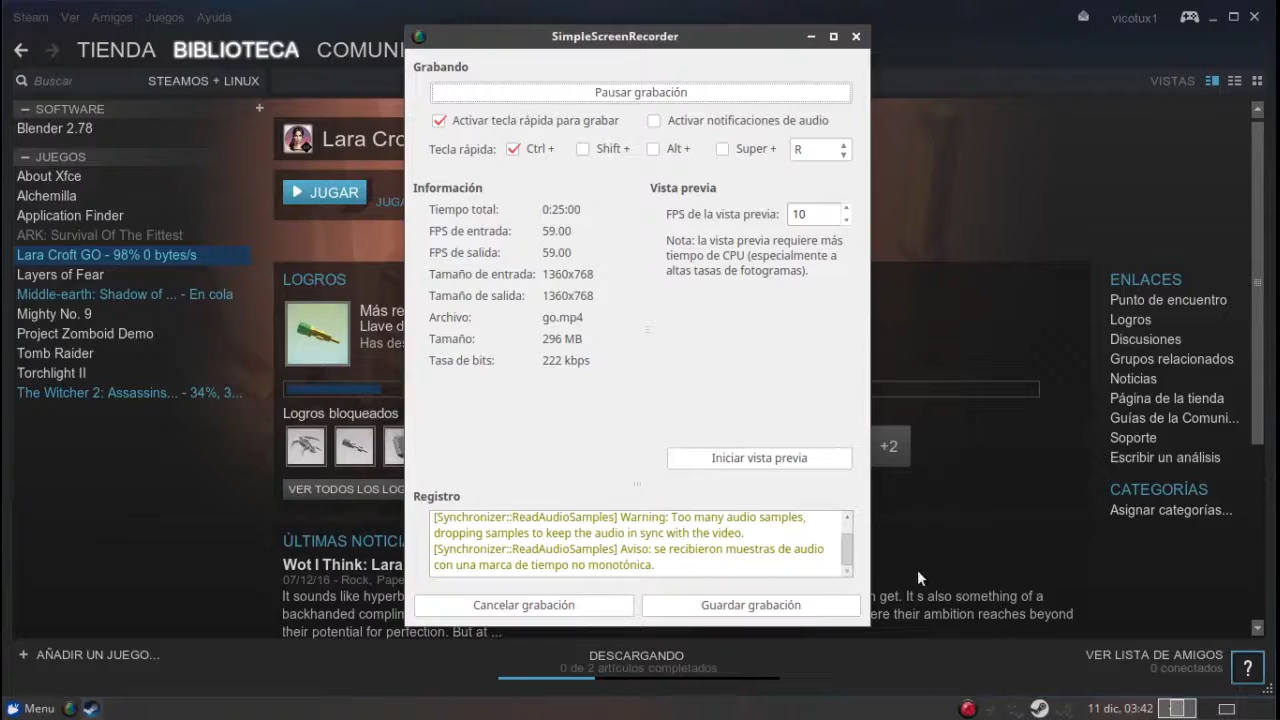 Steam Ver Amigos Juegos Ayuda
vicotux1
TIENDA BIBLIOTECA COMUNI
Buscar STEAMOS + LINUX
VISTAS
SOFTWARE
Blender 2.78
JUEGOS
About Xfce
Alchemilla
Application Finder
ARK: Survival Of The Fittest
Lara Croft GO - 98% 0 bytes/s
Layers of Fear
Middle-earth: Shadow of ... - En cola
Mighty No. 9
Project Zomboid Demo
Tomb Raider
Torchlight II
The Witcher 2: Assassins... - 34%, 3...
Lara Cro
JUGAR
JUGA
LOGROS
Más re
Llave d
Has des
Logros bloqueados
+2
VER TODOS LOS LOG
ÚLTIMAS NOTICI
Wot I Think: Lara
07/12/16 - Rock, Pape
It sounds like hyperb
backhanded complin
their potential for perfection. But at ...
n get. It s also something of a
ere their ambition reaches beyond
SimpleScreenRecorder
Grabando
Pausar grabación
Activar tecla rápida para grabar
Activar notificaciones de audio
Tecla rápida: Ctrl + Shift + Alt + Super + R
Información
Tiempo total: 0:25:00
FPS de entrada: 59.00
FPS de salida: 59.00
Tamaño de entrada: 1360x768
Tamaño de salida: 1360x768
Archivo: go.mp4
Tamaño: 296 MB
Tasa de bits: 222 kbps
Vista previa
FPS de la vista previa: 10
Nota: la vista previa requiere más
tiempo de CPU (especialmente a
altas tasas de fotogramas).
Iniciar vista previa
Registro
[Synchronizer::ReadAudioSamples] Warning: Too many audio samples,
dropping samples to keep the audio in sync with the video.
[Synchronizer::ReadAudioSamples] Aviso: se recibieron muestras de audio
con una marca de tiempo no monotónica.
Cancelar grabación
Guardar grabación
ENLACES
Punto de encuentro
Logros
Discusiones
Grupos relacionados
Noticias
Página de la tienda
Guías de la Comuni...
Soporte
Escribir un análisis
CATEGORÍAS
Asignar categorías...
+ AÑADIR UN JUEGO...
DESCARGANDO
0 de 2 artículos completados
VER LISTA DE AMIGOS
0 conectados
?
Menu
11 dic, 03:42